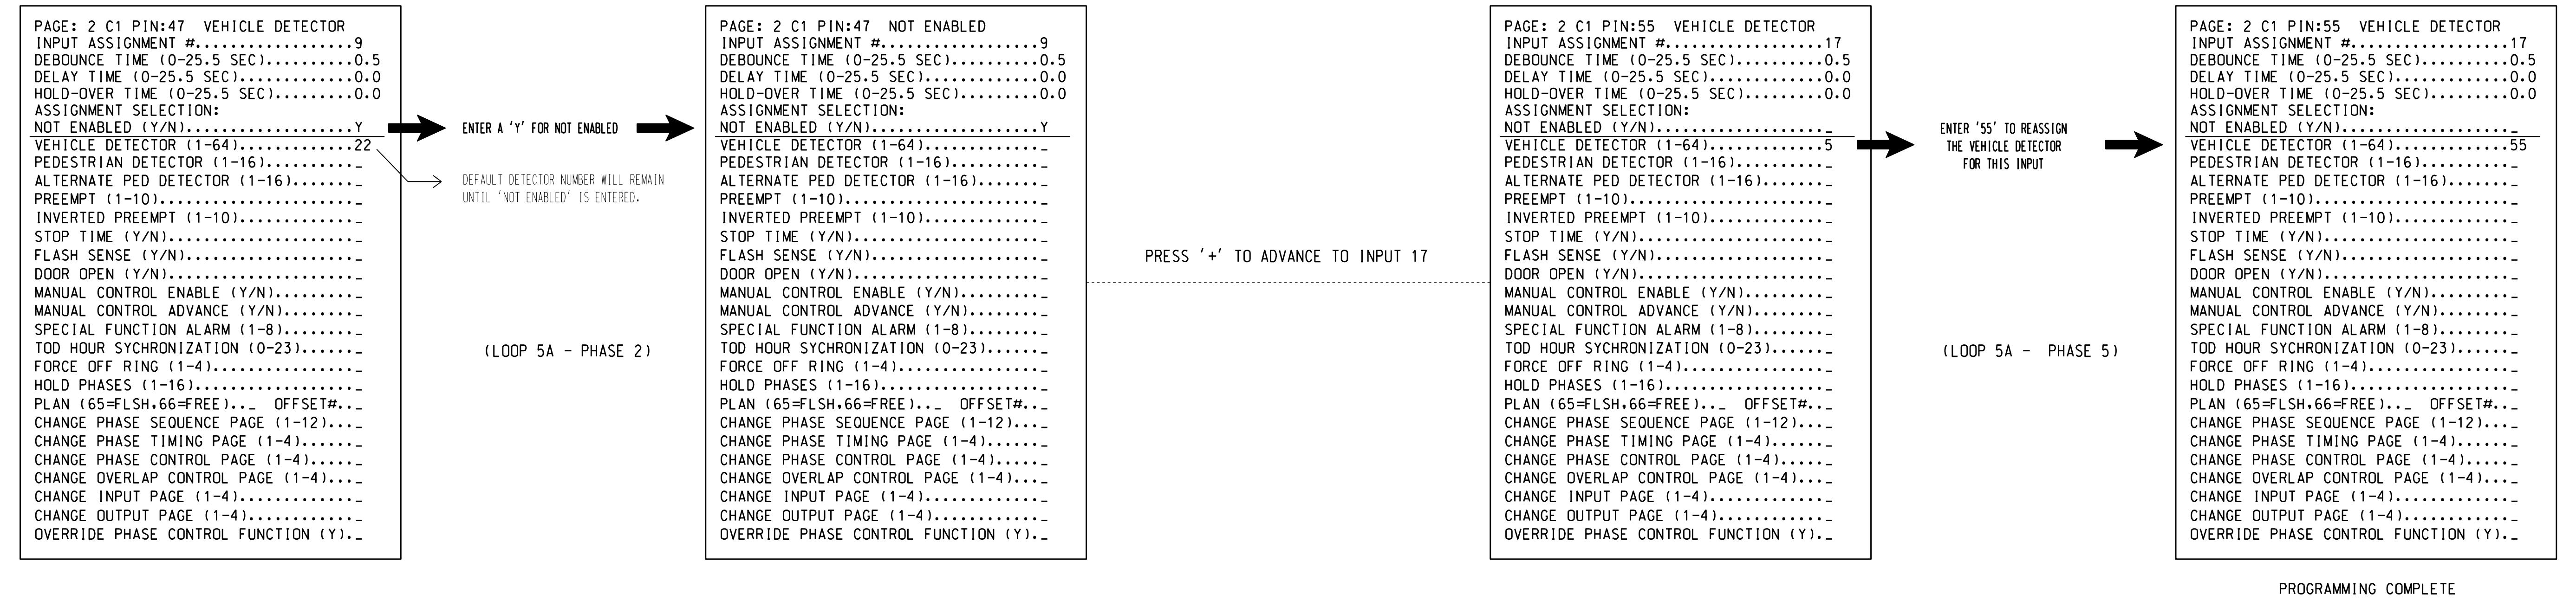 PAGE: 2 C1 PIN:47 VEHICLE DETECTOR
INPUT ASSIGNMENT #..................9
DEBOUNCE TIME (0-25.5 SEC)..........0.5
DELAY TIME (0-25.5 SEC).............0.0
HOLD-OVER TIME (0-25.5 SEC).........0.0
ASSIGNMENT SELECTION:
NOT ENABLED (Y/N)...................Y
VEHICLE DETECTOR (1-64).............22
PEDESTRIAN DETECTOR (1-16).........._
ALTERNATE PED DETECTOR (1-16)......._
PREEMPT (1-10)......................_
INVERTED PREEMPT (1-10)............._
STOP TIME (Y/N)....................._
FLASH SENSE (Y/N)..................._
DOOR OPEN (Y/N)....................._
MANUAL CONTROL ENABLE (Y/N)........._
MANUAL CONTROL ADVANCE (Y/N)........_
SPECIAL FUNCTION ALARM (1-8)........_
TOD HOUR SYCHRONIZATION (0-23)......_
FORCE OFF RING (1-4)................_
HOLD PHASES (1-16).................._
PLAN (65=FLSH,66=FREE).._ OFFSET#.._
CHANGE PHASE SEQUENCE PAGE (1-12)..._
CHANGE PHASE TIMING PAGE (1-4)......_
CHANGE PHASE CONTROL PAGE (1-4)....._
CHANGE OVERLAP CONTROL PAGE (1-4)..._
CHANGE INPUT PAGE (1-4)............._
CHANGE OUTPUT PAGE (1-4)............_
OVERRIDE PHASE CONTROL FUNCTION (Y)._
ENTER A 'Y' FOR NOT ENABLED
DEFAULT DETECTOR NUMBER WILL REMAIN
UNTIL 'NOT ENABLED' IS ENTERED.
(LOOP 5A - PHASE 2)
PAGE: 2 C1 PIN:47 NOT ENABLED
INPUT ASSIGNMENT #..................9
DEBOUNCE TIME (0-25.5 SEC)..........0.5
DELAY TIME (0-25.5 SEC).............0.0
HOLD-OVER TIME (0-25.5 SEC).........0.0
ASSIGNMENT SELECTION:
NOT ENABLED (Y/N)...................Y
VEHICLE DETECTOR (1-64)............._
PEDESTRIAN DETECTOR (1-16).........._
ALTERNATE PED DETECTOR (1-16)......._
PREEMPT (1-10)......................_
INVERTED PREEMPT (1-10)............._
STOP TIME (Y/N)....................._
FLASH SENSE (Y/N)..................._
DOOR OPEN (Y/N)....................._
MANUAL CONTROL ENABLE (Y/N)........._
MANUAL CONTROL ADVANCE (Y/N)........_
SPECIAL FUNCTION ALARM (1-8)........_
TOD HOUR SYCHRONIZATION (0-23)......_
FORCE OFF RING (1-4)................_
HOLD PHASES (1-16).................._
PLAN (65=FLSH,66=FREE).._ OFFSET#.._
CHANGE PHASE SEQUENCE PAGE (1-12)..._
CHANGE PHASE TIMING PAGE (1-4)......_
CHANGE PHASE CONTROL PAGE (1-4)....._
CHANGE OVERLAP CONTROL PAGE (1-4)..._
CHANGE INPUT PAGE (1-4)............._
CHANGE OUTPUT PAGE (1-4)............_
OVERRIDE PHASE CONTROL FUNCTION (Y)._
PRESS '+' TO ADVANCE TO INPUT 17
PAGE: 2 C1 PIN:55 VEHICLE DETECTOR
INPUT ASSIGNMENT #..................17
DEBOUNCE TIME (0-25.5 SEC)..........0.5
DELAY TIME (0-25.5 SEC).............0.0
HOLD-OVER TIME (0-25.5 SEC).........0.0
ASSIGNMENT SELECTION:
NOT ENABLED (Y/N)..................._
VEHICLE DETECTOR (1-64).............5
PEDESTRIAN DETECTOR (1-16).........._
ALTERNATE PED DETECTOR (1-16)......._
PREEMPT (1-10)......................_
INVERTED PREEMPT (1-10)............._
STOP TIME (Y/N)....................._
FLASH SENSE (Y/N)..................._
DOOR OPEN (Y/N)....................._
MANUAL CONTROL ENABLE (Y/N)........._
MANUAL CONTROL ADVANCE (Y/N)........_
SPECIAL FUNCTION ALARM (1-8)........_
TOD HOUR SYCHRONIZATION (0-23)......_
FORCE OFF RING (1-4)................_
HOLD PHASES (1-16).................._
PLAN (65=FLSH,66=FREE).._ OFFSET#.._
CHANGE PHASE SEQUENCE PAGE (1-12)..._
CHANGE PHASE TIMING PAGE (1-4)......_
CHANGE PHASE CONTROL PAGE (1-4)....._
CHANGE OVERLAP CONTROL PAGE (1-4)..._
CHANGE INPUT PAGE (1-4)............._
CHANGE OUTPUT PAGE (1-4)............_
OVERRIDE PHASE CONTROL FUNCTION (Y)._
ENTER '55' TO REASSIGN
THE VEHICLE DETECTOR
FOR THIS INPUT
(LOOP 5A - PHASE 5)
PAGE: 2 C1 PIN:55 VEHICLE DETECTOR
INPUT ASSIGNMENT #..................17
DEBOUNCE TIME (0-25.5 SEC)..........0.5
DELAY TIME (0-25.5 SEC).............0.0
HOLD-OVER TIME (0-25.5 SEC).........0.0
ASSIGNMENT SELECTION:
NOT ENABLED (Y/N)..................._
VEHICLE DETECTOR (1-64).............55
PEDESTRIAN DETECTOR (1-16).........._
ALTERNATE PED DETECTOR (1-16)......._
PREEMPT (1-10)......................_
INVERTED PREEMPT (1-10)............._
STOP TIME (Y/N)....................._
FLASH SENSE (Y/N)..................._
DOOR OPEN (Y/N)....................._
MANUAL CONTROL ENABLE (Y/N)........._
MANUAL CONTROL ADVANCE (Y/N)........_
SPECIAL FUNCTION ALARM (1-8)........_
TOD HOUR SYCHRONIZATION (0-23)......_
FORCE OFF RING (1-4)................_
HOLD PHASES (1-16).................._
PLAN (65=FLSH,66=FREE).._ OFFSET#.._
CHANGE PHASE SEQUENCE PAGE (1-12)..._
CHANGE PHASE TIMING PAGE (1-4)......_
CHANGE PHASE CONTROL PAGE (1-4)....._
CHANGE OVERLAP CONTROL PAGE (1-4)..._
CHANGE INPUT PAGE (1-4)............._
CHANGE OUTPUT PAGE (1-4)............_
OVERRIDE PHASE CONTROL FUNCTION (Y)._
PROGRAMMING COMPLETE